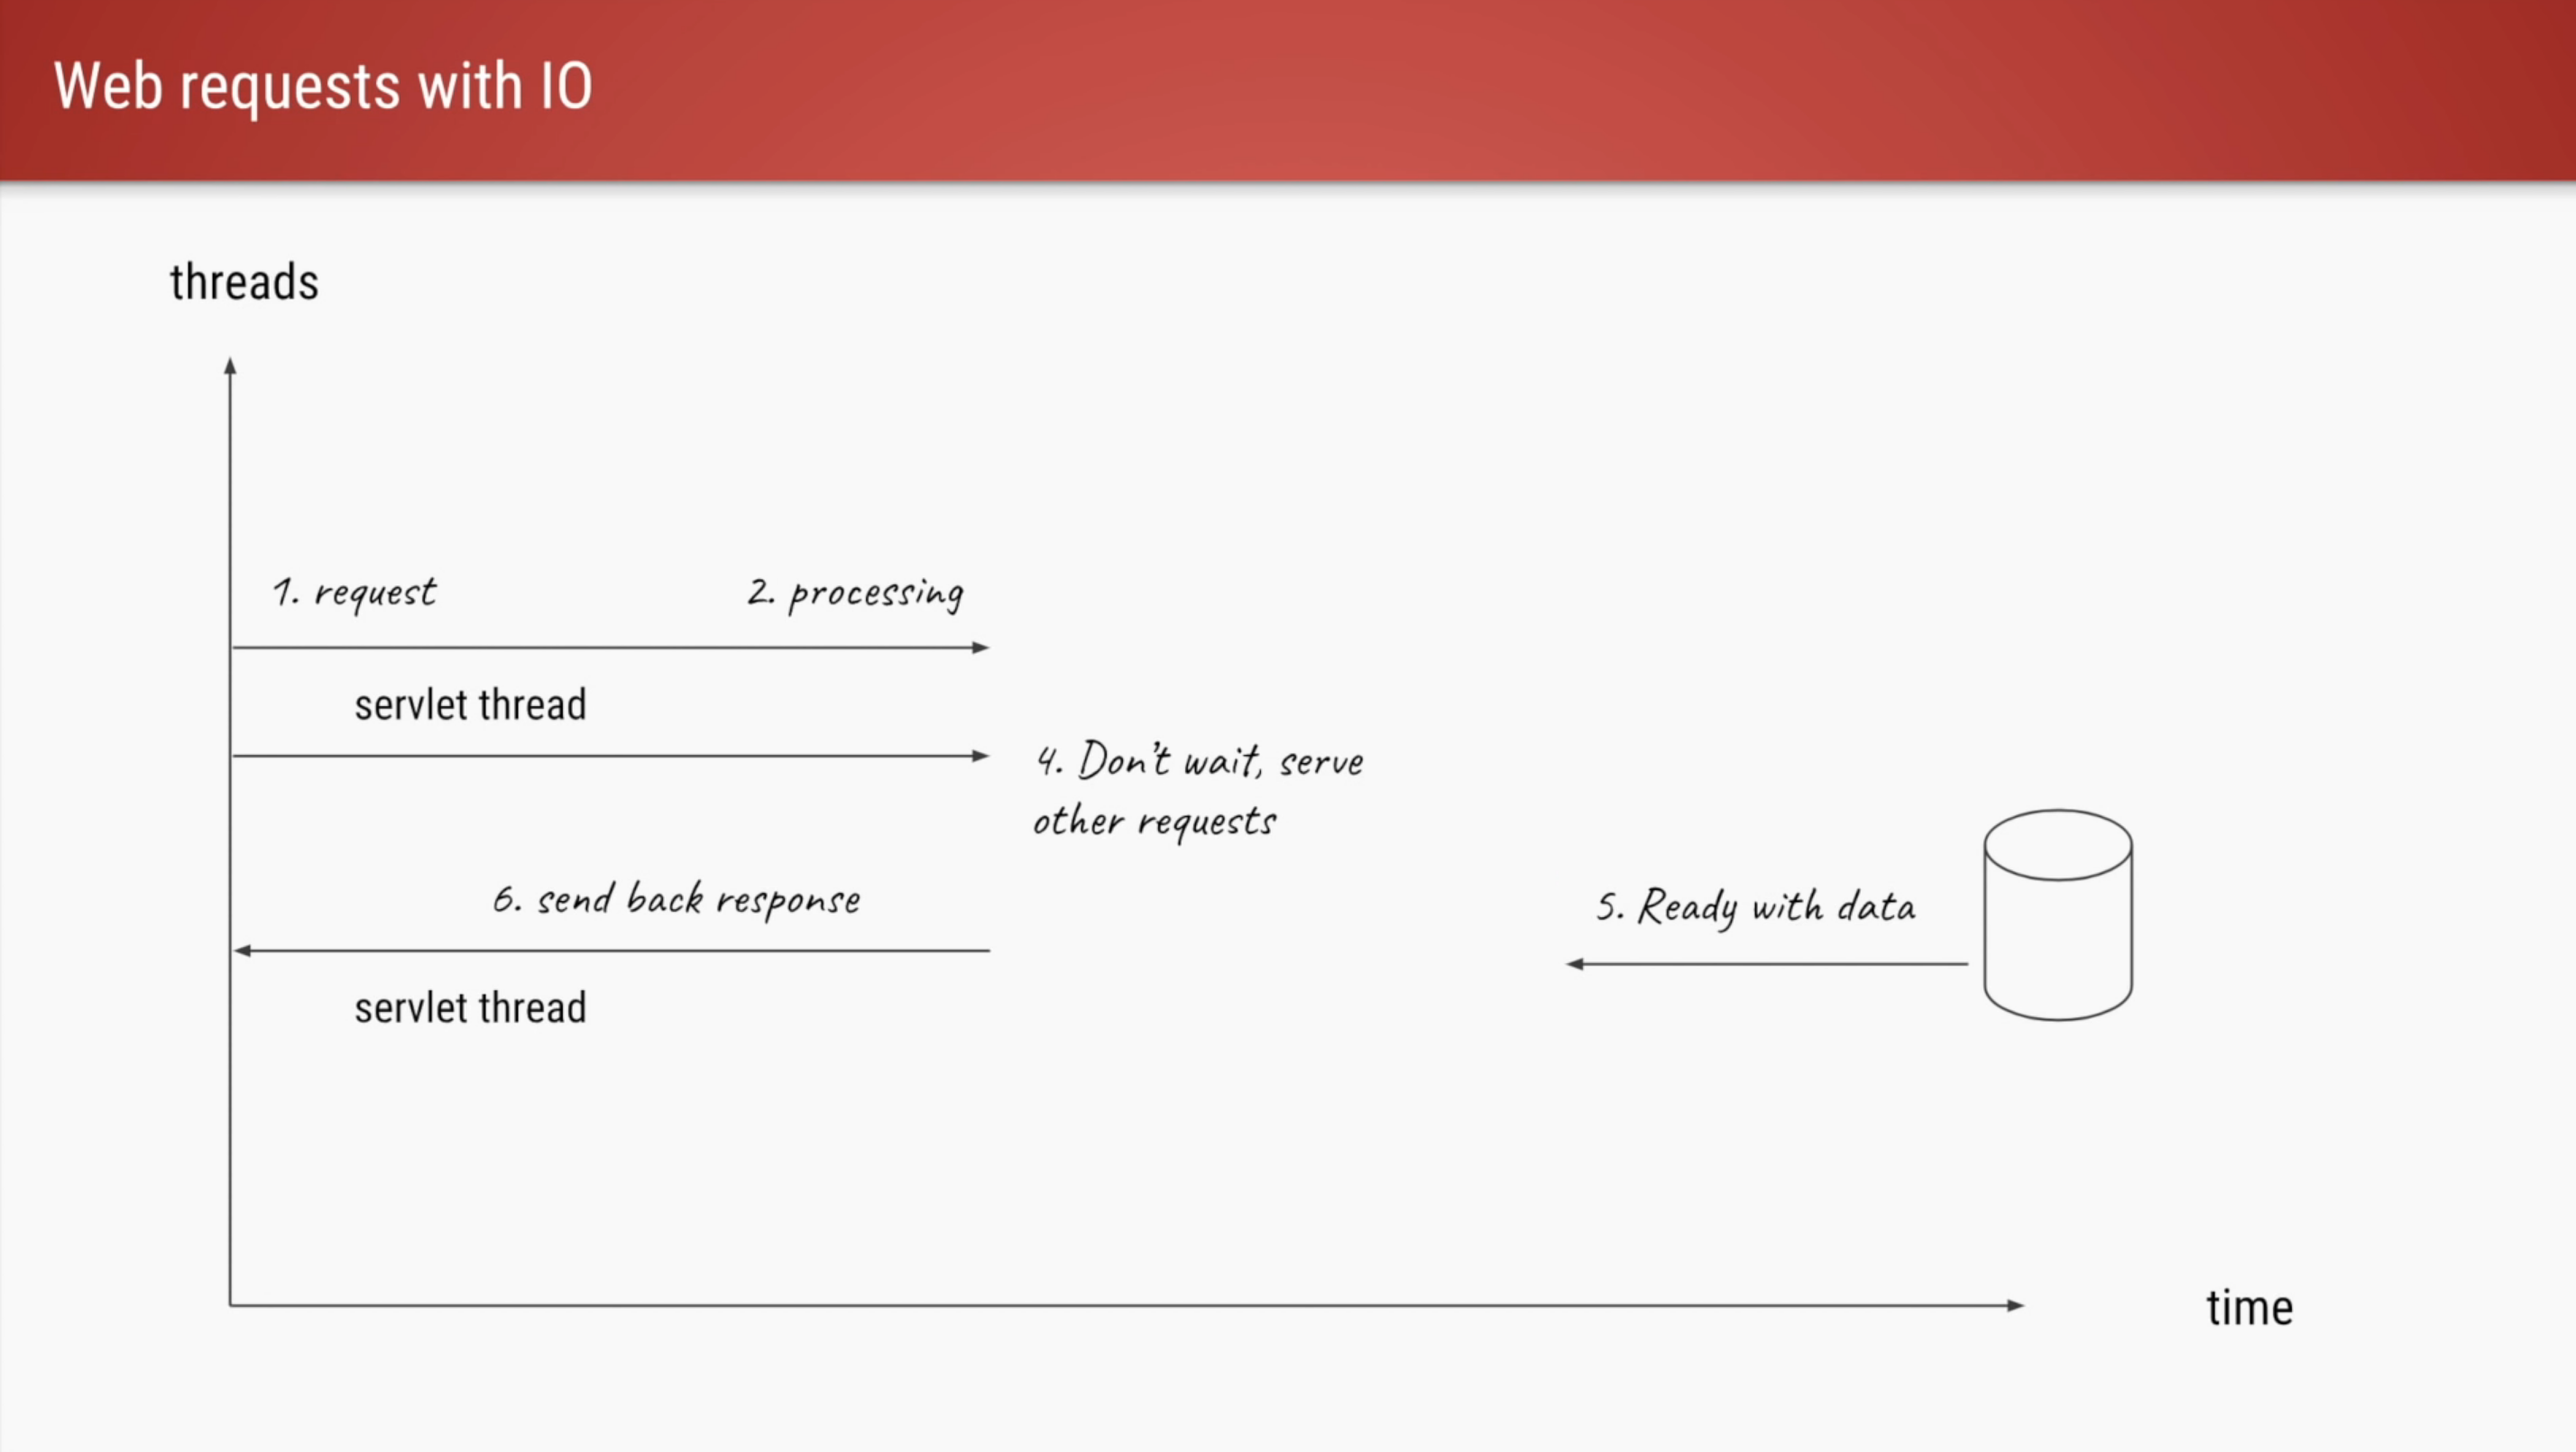 Web requests with IO
threads
1. request
2. processing
servlet thread
4. Don't wait, serve
other requests
6. send back response
5. Ready with data
servlet thread
time